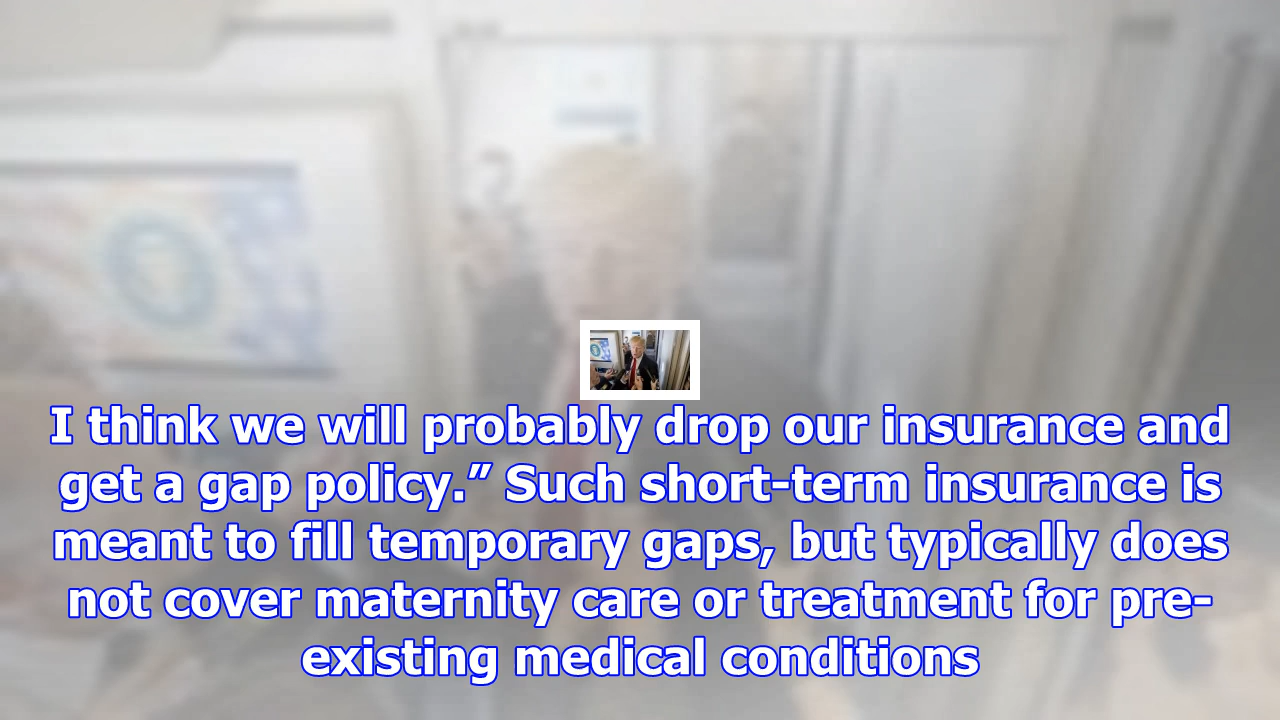 I think we will probably drop our insurance and
get a gap policy.” Such short-term insurance is
meant to fill temporary gaps, but typically does
not cover maternity care or treatment for pre-
existing medical conditions